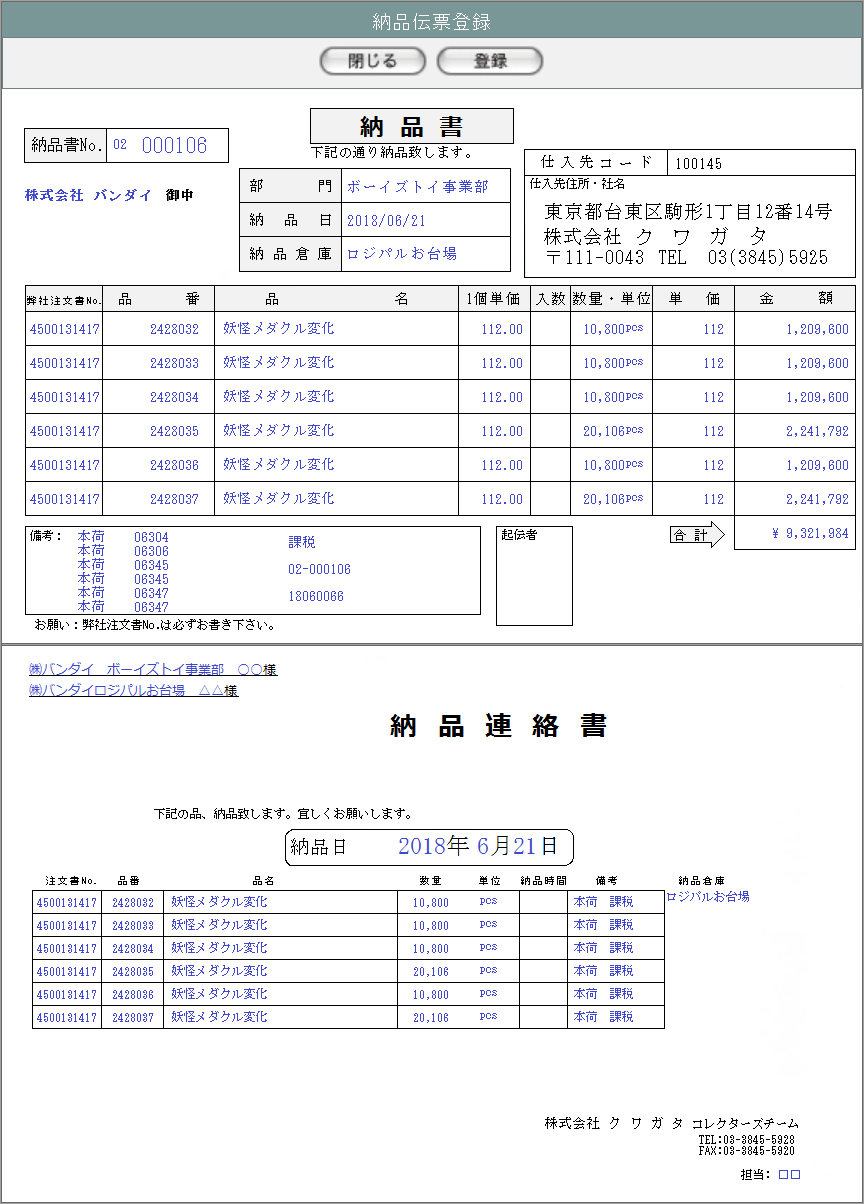 納品伝票登録
閉じる 登録
納品書
下記の通り納品致します。
納品書No. 02 000106
株式会社 バンダイ 御中
部門 ボーイズトイ事業部
納品日 2018/06/21
納品倉庫 ロジパルお台場
仕入先コード 100145
仕入先住所・社名
東京都台東区駒形1丁目12番14号
株式会社 クワガタ
〒111-0043 TEL 03(3845)5925
弊社注文書No. 品番 品名 1個単価 入数 数量・単位 単価 金額
4500131417 2428032 妖怪メダクル変化 112.00 10,800pcs 112 1,209,600
4500131417 2428033 妖怪メダクル変化 112.00 10,800pcs 112 1,209,600
4500131417 2428034 妖怪メダクル変化 112.00 10,800pcs 112 1,209,600
4500131417 2428035 妖怪メダクル変化 112.00 20,106pcs 112 2,241,792
4500131417 2428036 妖怪メダクル変化 112.00 10,800pcs 112 1,209,600
4500131417 2428037 妖怪メダクル変化 112.00 20,106pcs 112 2,241,792
合計 ¥ 9,321,984
備考： 本荷 06304
本荷 06306
本荷 06345
本荷 06345
本荷 06347
本荷 06347
課税
02-000106
18060066
起伝者
お願い：弊社注文書No.は必ずお書き下さい。
㈱バンダイ ボーイズトイ事業部 ○○様
㈱バンダイロジパルお台場 △△様
納品連絡書
下記の品、納品致します。宜しくお願いします。
納品日 2018年 6月21日
注文書No. 品番 品名 数量 単位 納品時間 備考 納品倉庫
4500131417 2428032 妖怪メダクル変化 10,800 pcs 本荷 課税 ロジパルお台場
4500131417 2428033 妖怪メダクル変化 10,800 pcs 本荷 課税
4500131417 2428034 妖怪メダクル変化 10,800 pcs 本荷 課税
4500131417 2428035 妖怪メダクル変化 20,106 pcs 本荷 課税
4500131417 2428036 妖怪メダクル変化 10,800 pcs 本荷 課税
4500131417 2428037 妖怪メダクル変化 20,106 pcs 本荷 課税
株式会社 クワガタ コレクターズチーム
TEL:03-3845-5928
FAX:03-3845-5920
担当: □□